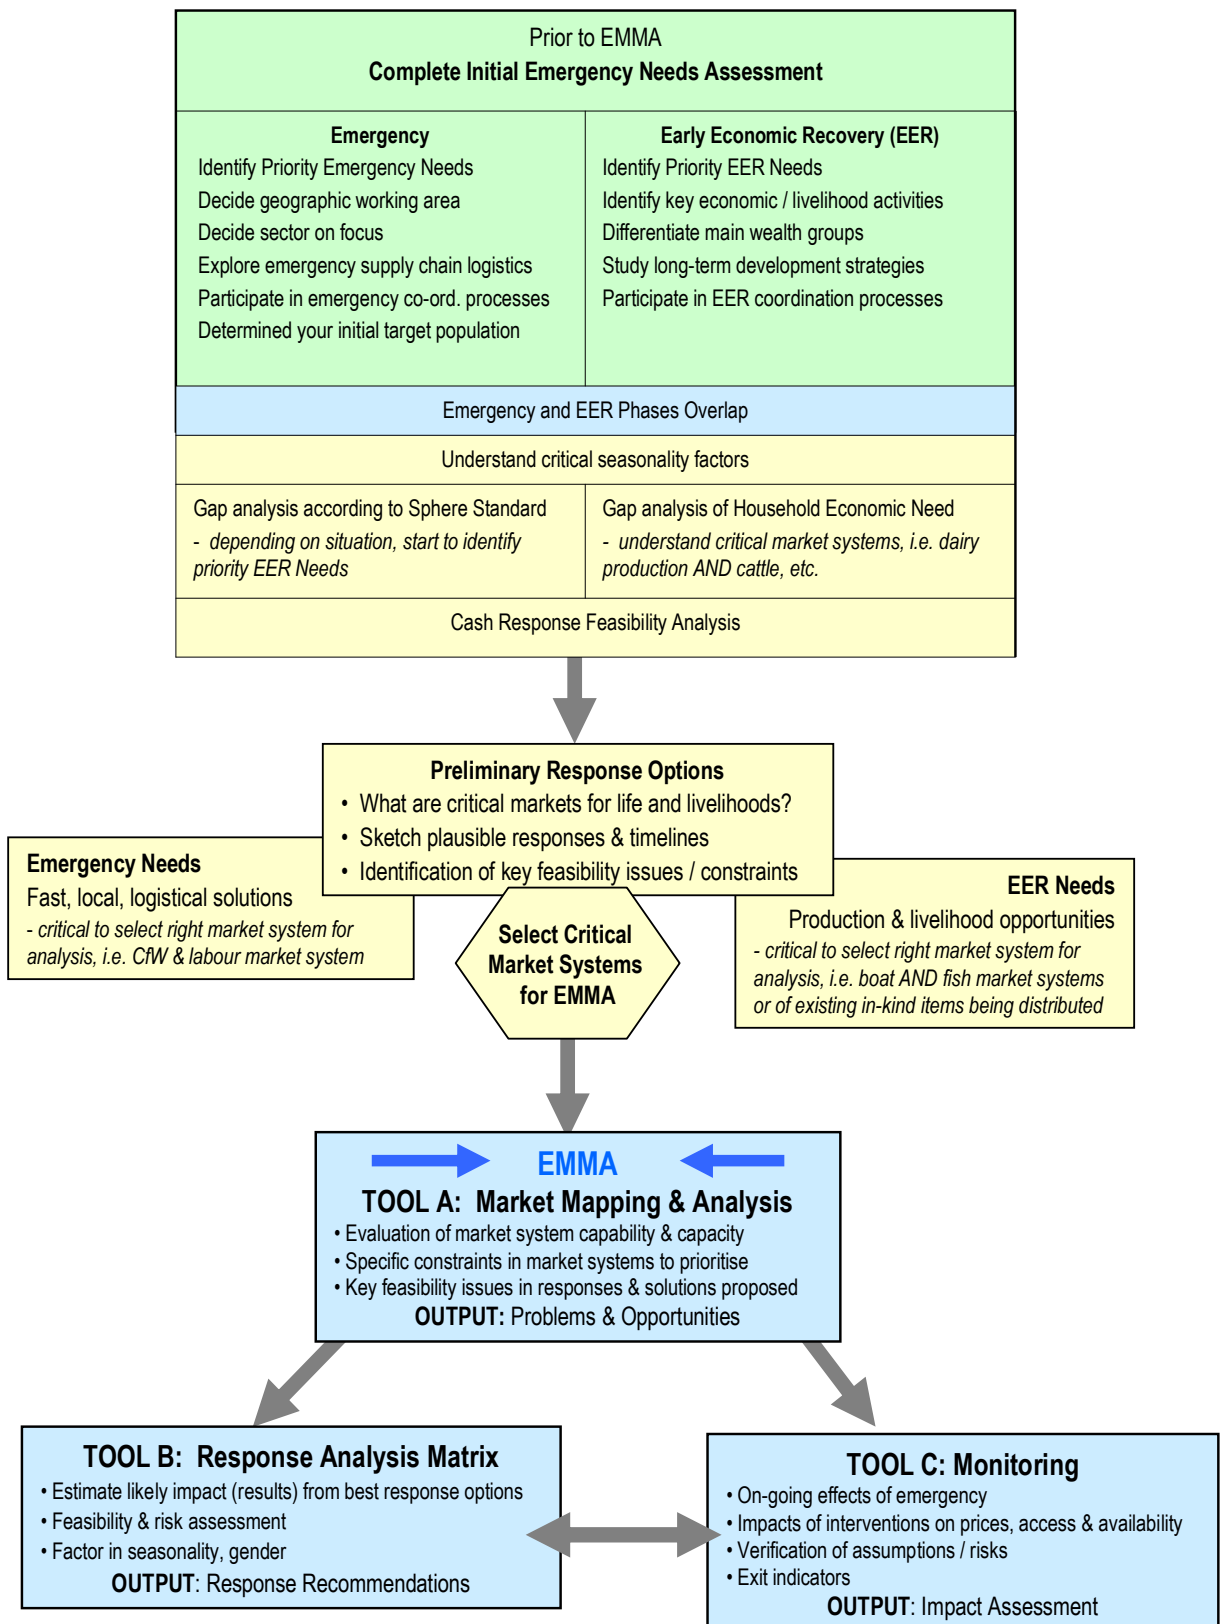 Prior to EMMA
Complete Initial Emergency Needs Assessment
Emergency
Identify Priority Emergency Needs
Decide geographic working area
Decide sector on focus
Explore emergency supply chain logistics
Participate in emergency co-ord. processes
Determined your initial target population
Early Economic Recovery (EER)
Identify Priority EER Needs
Identify key economic / livelihood activities
Differentiate main wealth groups
Study long-term development strategies
Participate in EER coordination processes
Emergency and EER Phases Overlap
Understand critical seasonality factors
Gap analysis according to Sphere Standard
- depending on situation, start to identify
priority EER Needs
Gap analysis of Household Economic Need
- understand critical market systems, i.e. dairy
production AND cattle, etc.
Cash Response Feasibility Analysis
Preliminary Response Options
• What are critical markets for life and livelihoods?
• Sketch plausible responses & timelines
• Identification of key feasibility issues / constraints
Emergency Needs
Fast, local, logistical solutions
- critical to select right market system for
analysis, i.e. CfW & labour market system
Select Critical
Market Systems
for EMMA
EER Needs
Production & livelihood opportunities
- critical to select right market system for
analysis, i.e. boat AND fish market systems
or of existing in-kind items being distributed
EMMA
TOOL A: Market Mapping & Analysis
• Evaluation of market system capability & capacity
• Specific constraints in market systems to prioritise
• Key feasibility issues in responses & solutions proposed
OUTPUT: Problems & Opportunities
TOOL B: Response Analysis Matrix
• Estimate likely impact (results) from best response options
• Feasibility & risk assessment
• Factor in seasonality, gender
OUTPUT: Response Recommendations
TOOL C: Monitoring
• On-going effects of emergency
• Impacts of interventions on prices, access & availability
• Verification of assumptions / risks
• Exit indicators
OUTPUT: Impact Assessment